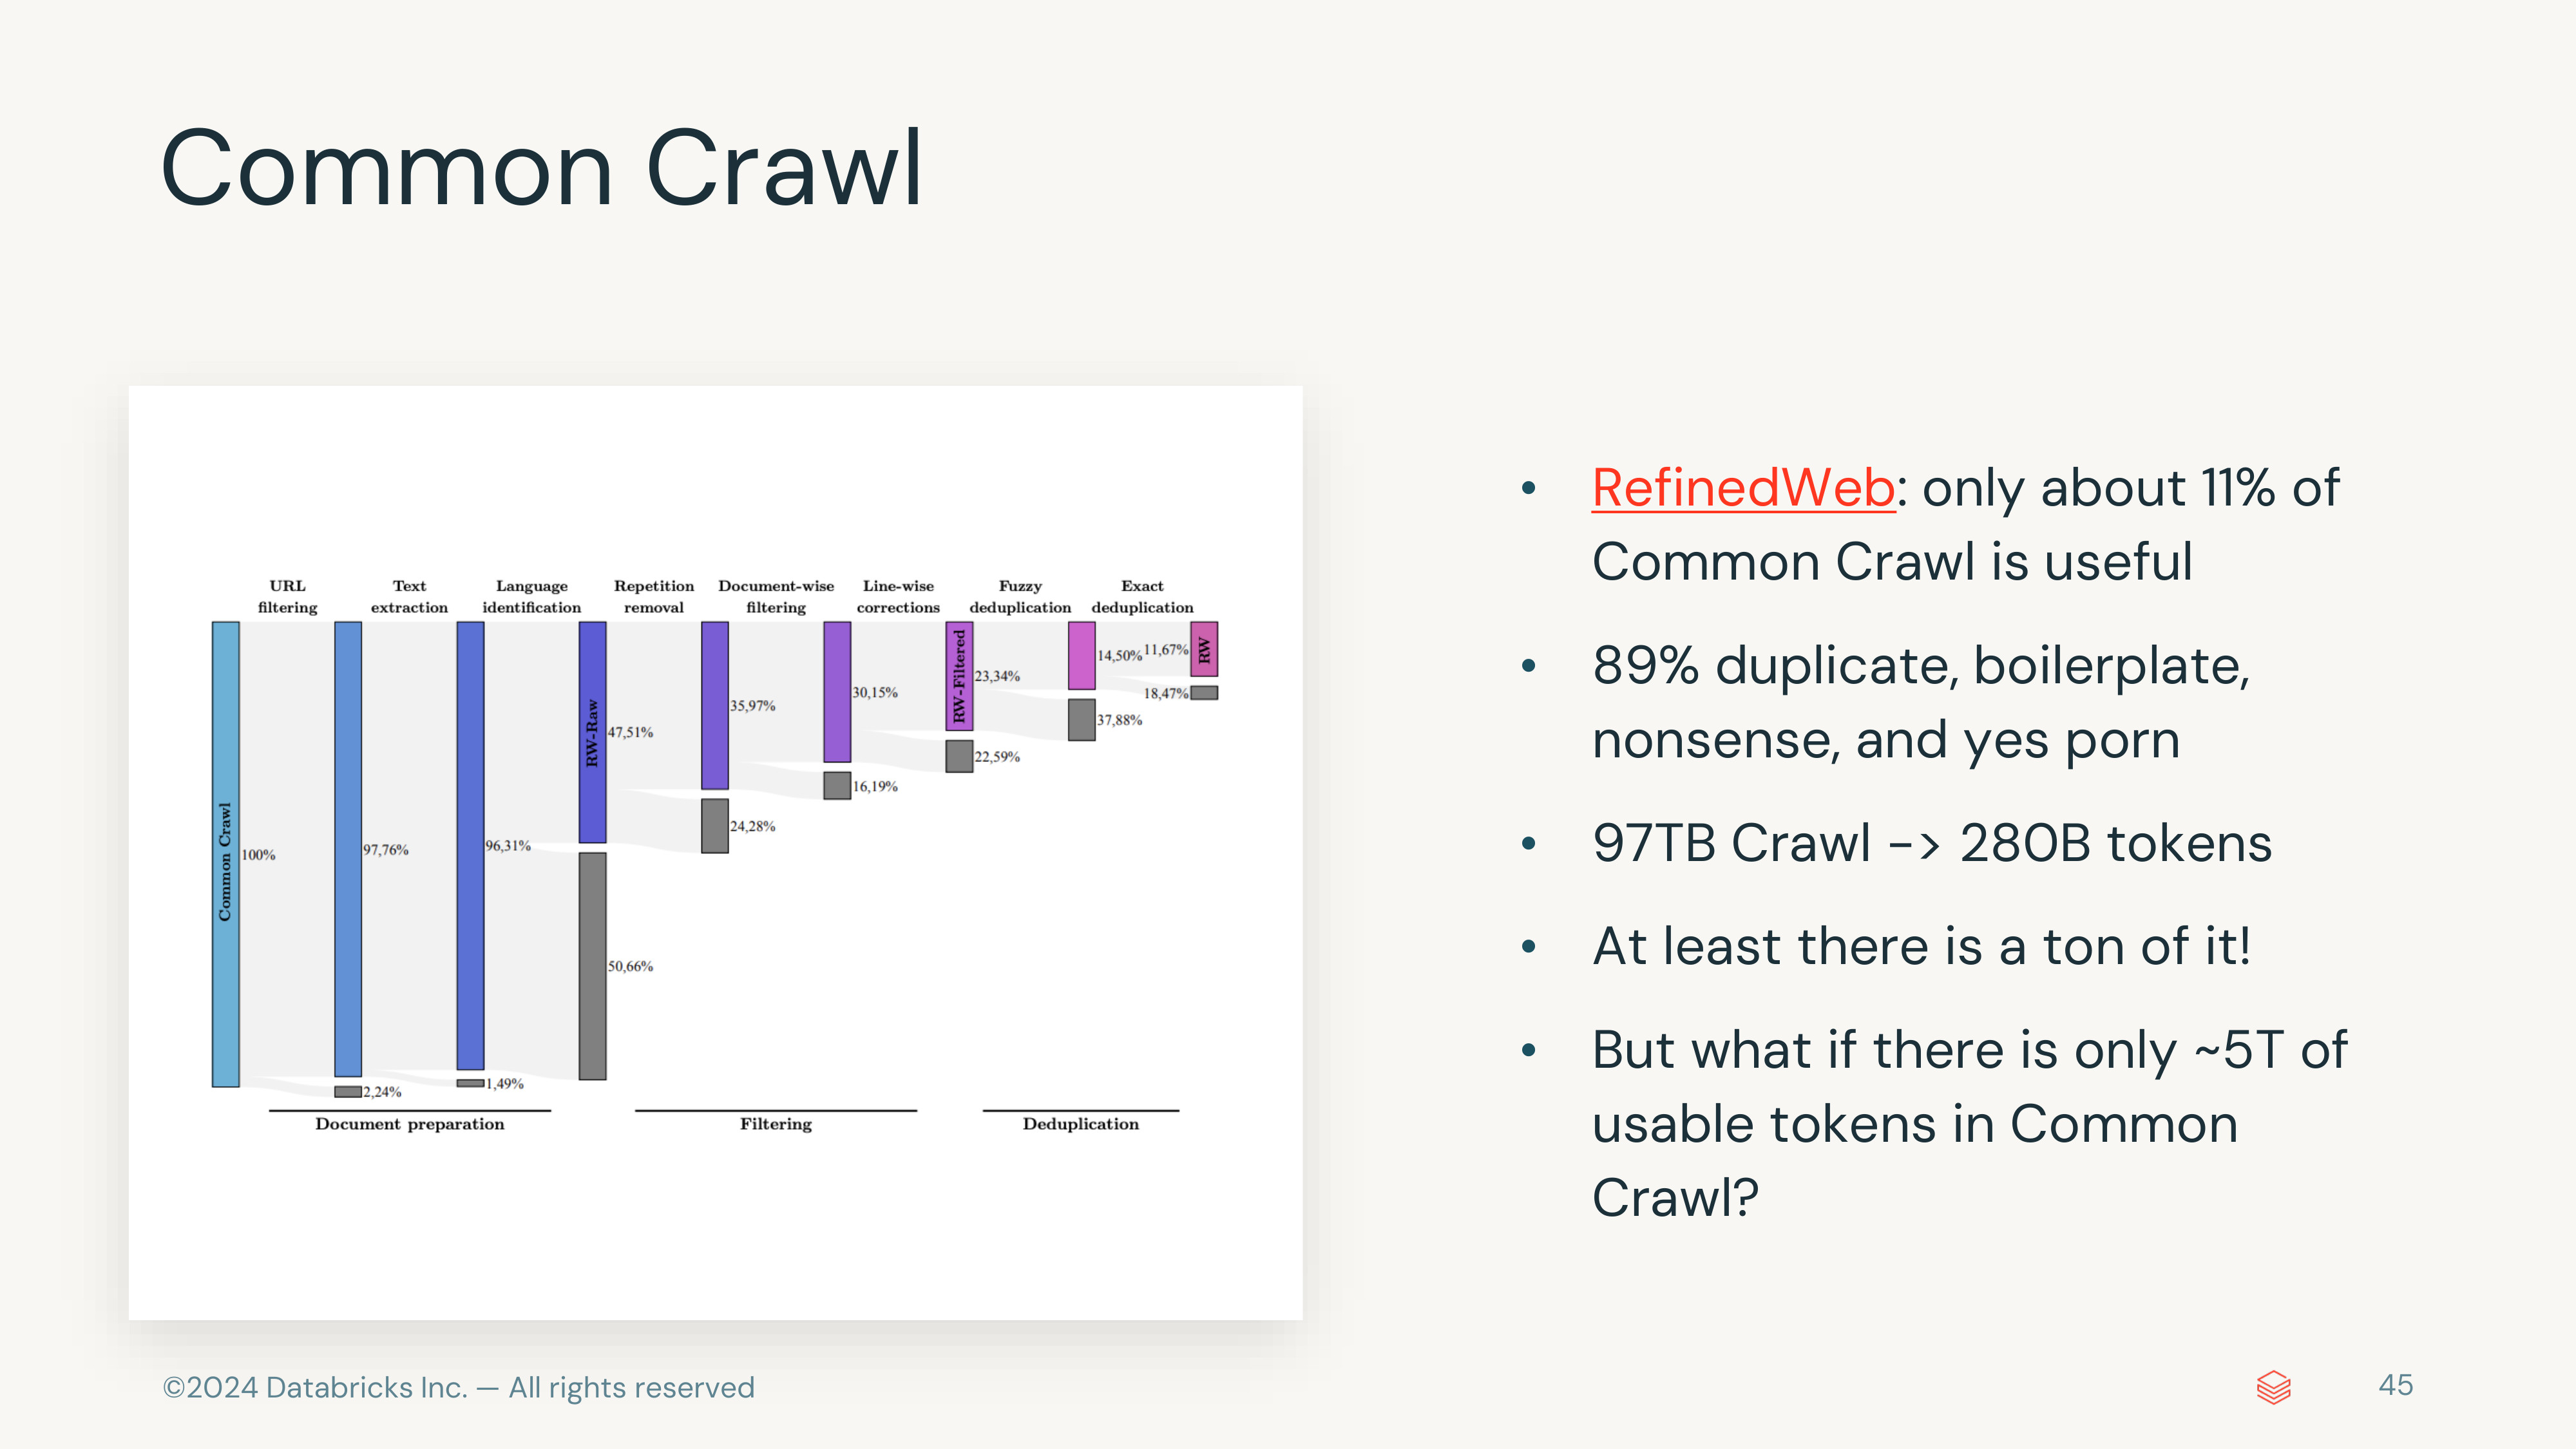 Common Crawl
URL
filtering
Text
extraction
Language
identification
Repetition
removal
Document-wise
filtering
Line-wise
corrections
Fuzzy
deduplication
Exact
deduplication
Common Crawl
100%
97,76%
2,24%
96,31%
1,49%
RW-Raw
47,51%
50,66%
35,97%
24,28%
30,15%
16,19%
RW-Filtered
23,34%
22,59%
14,50%
37,88%
11,67%
RW
18,47%
Document preparation
Filtering
Deduplication
• RefinedWeb: only about 11% of
Common Crawl is useful
• 89% duplicate, boilerplate,
nonsense, and yes porn
• 97TB Crawl -> 280B tokens
• At least there is a ton of it!
• But what if there is only ~5T of
usable tokens in Common
Crawl?
©2024 Databricks Inc. — All rights reserved
45